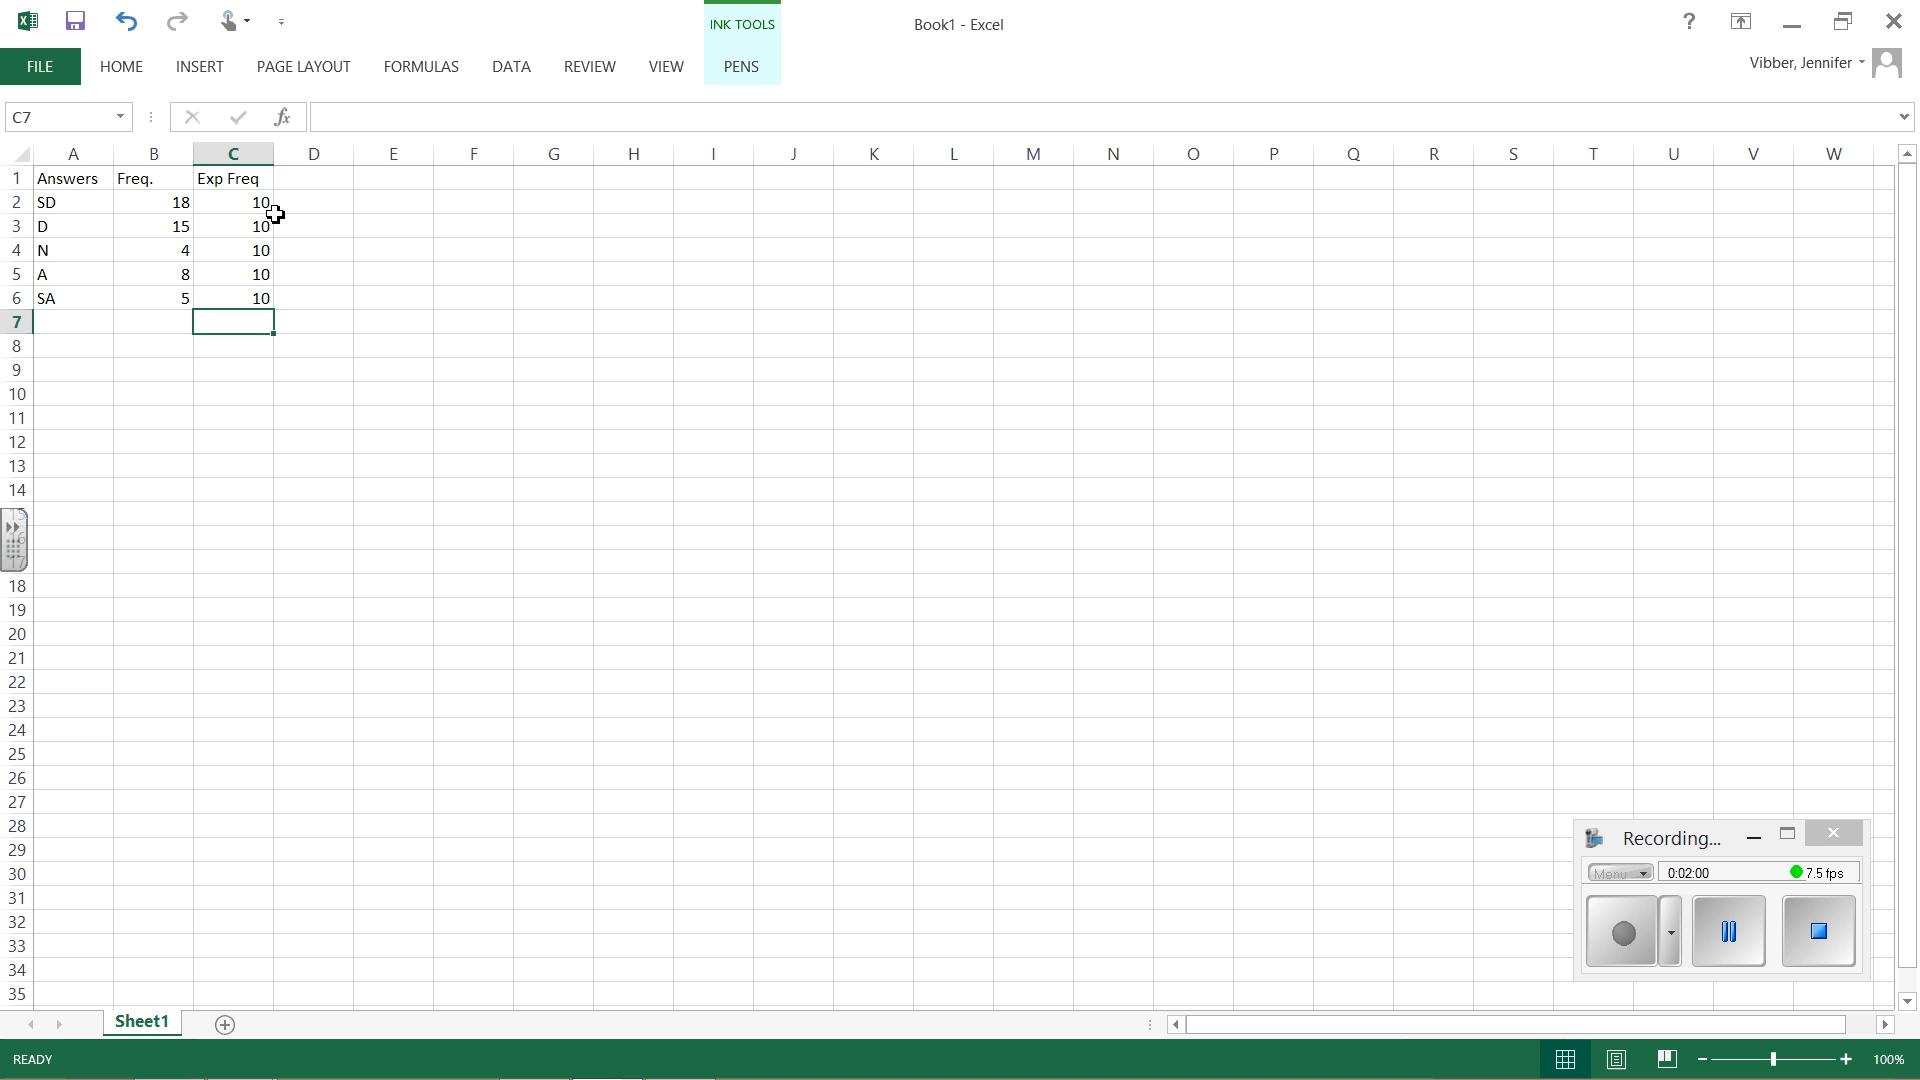 INK TOOLS
Book1 - Excel
?
FILE HOME INSERT PAGE LAYOUT FORMULAS DATA REVIEW VIEW PENS
Vibber, Jennifer
C7 fx
A B C D E F G H I J K L M N O P Q R S T U V W
1 Answers Freq. Exp Freq
2 SD 18 10
3 D 15 10
4 N 4 10
5 A 8 10
6 SA 5 10
7
8
9
10
11
12
13
14
15
16
17
18
19
20
21
22
23
24
25
26
27
28
29
30
31
32
33
34
35
Recording...
Menu 0:02:00 7.5 fps
Sheet1
READY 100%